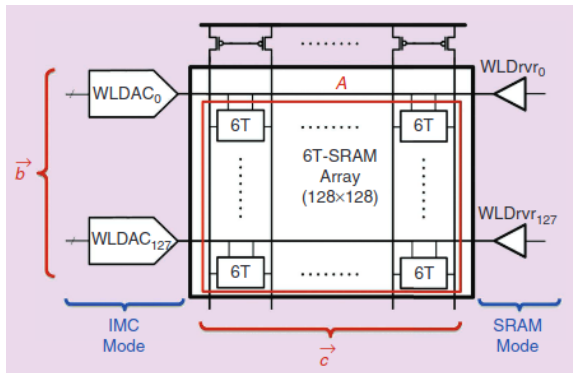 WLDrvr0
WLDAC0
A
6T
6T
6T-SRAM
Array
(128×128)
b
WLDrvr127
WLDAC127
6T
6T
IMC
Mode
c
SRAM
Mode